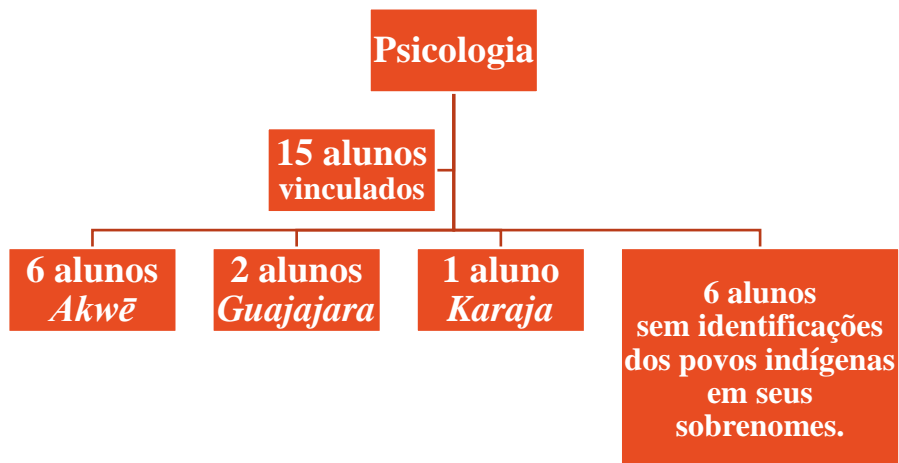 Psicologia
15 alunos
vinculados
6 alunos
Akwē
2 alunos
Guajajara
1 aluno
Karaja
6 alunos
sem identificações
dos povos indígenas
em seus
sobrenomes.